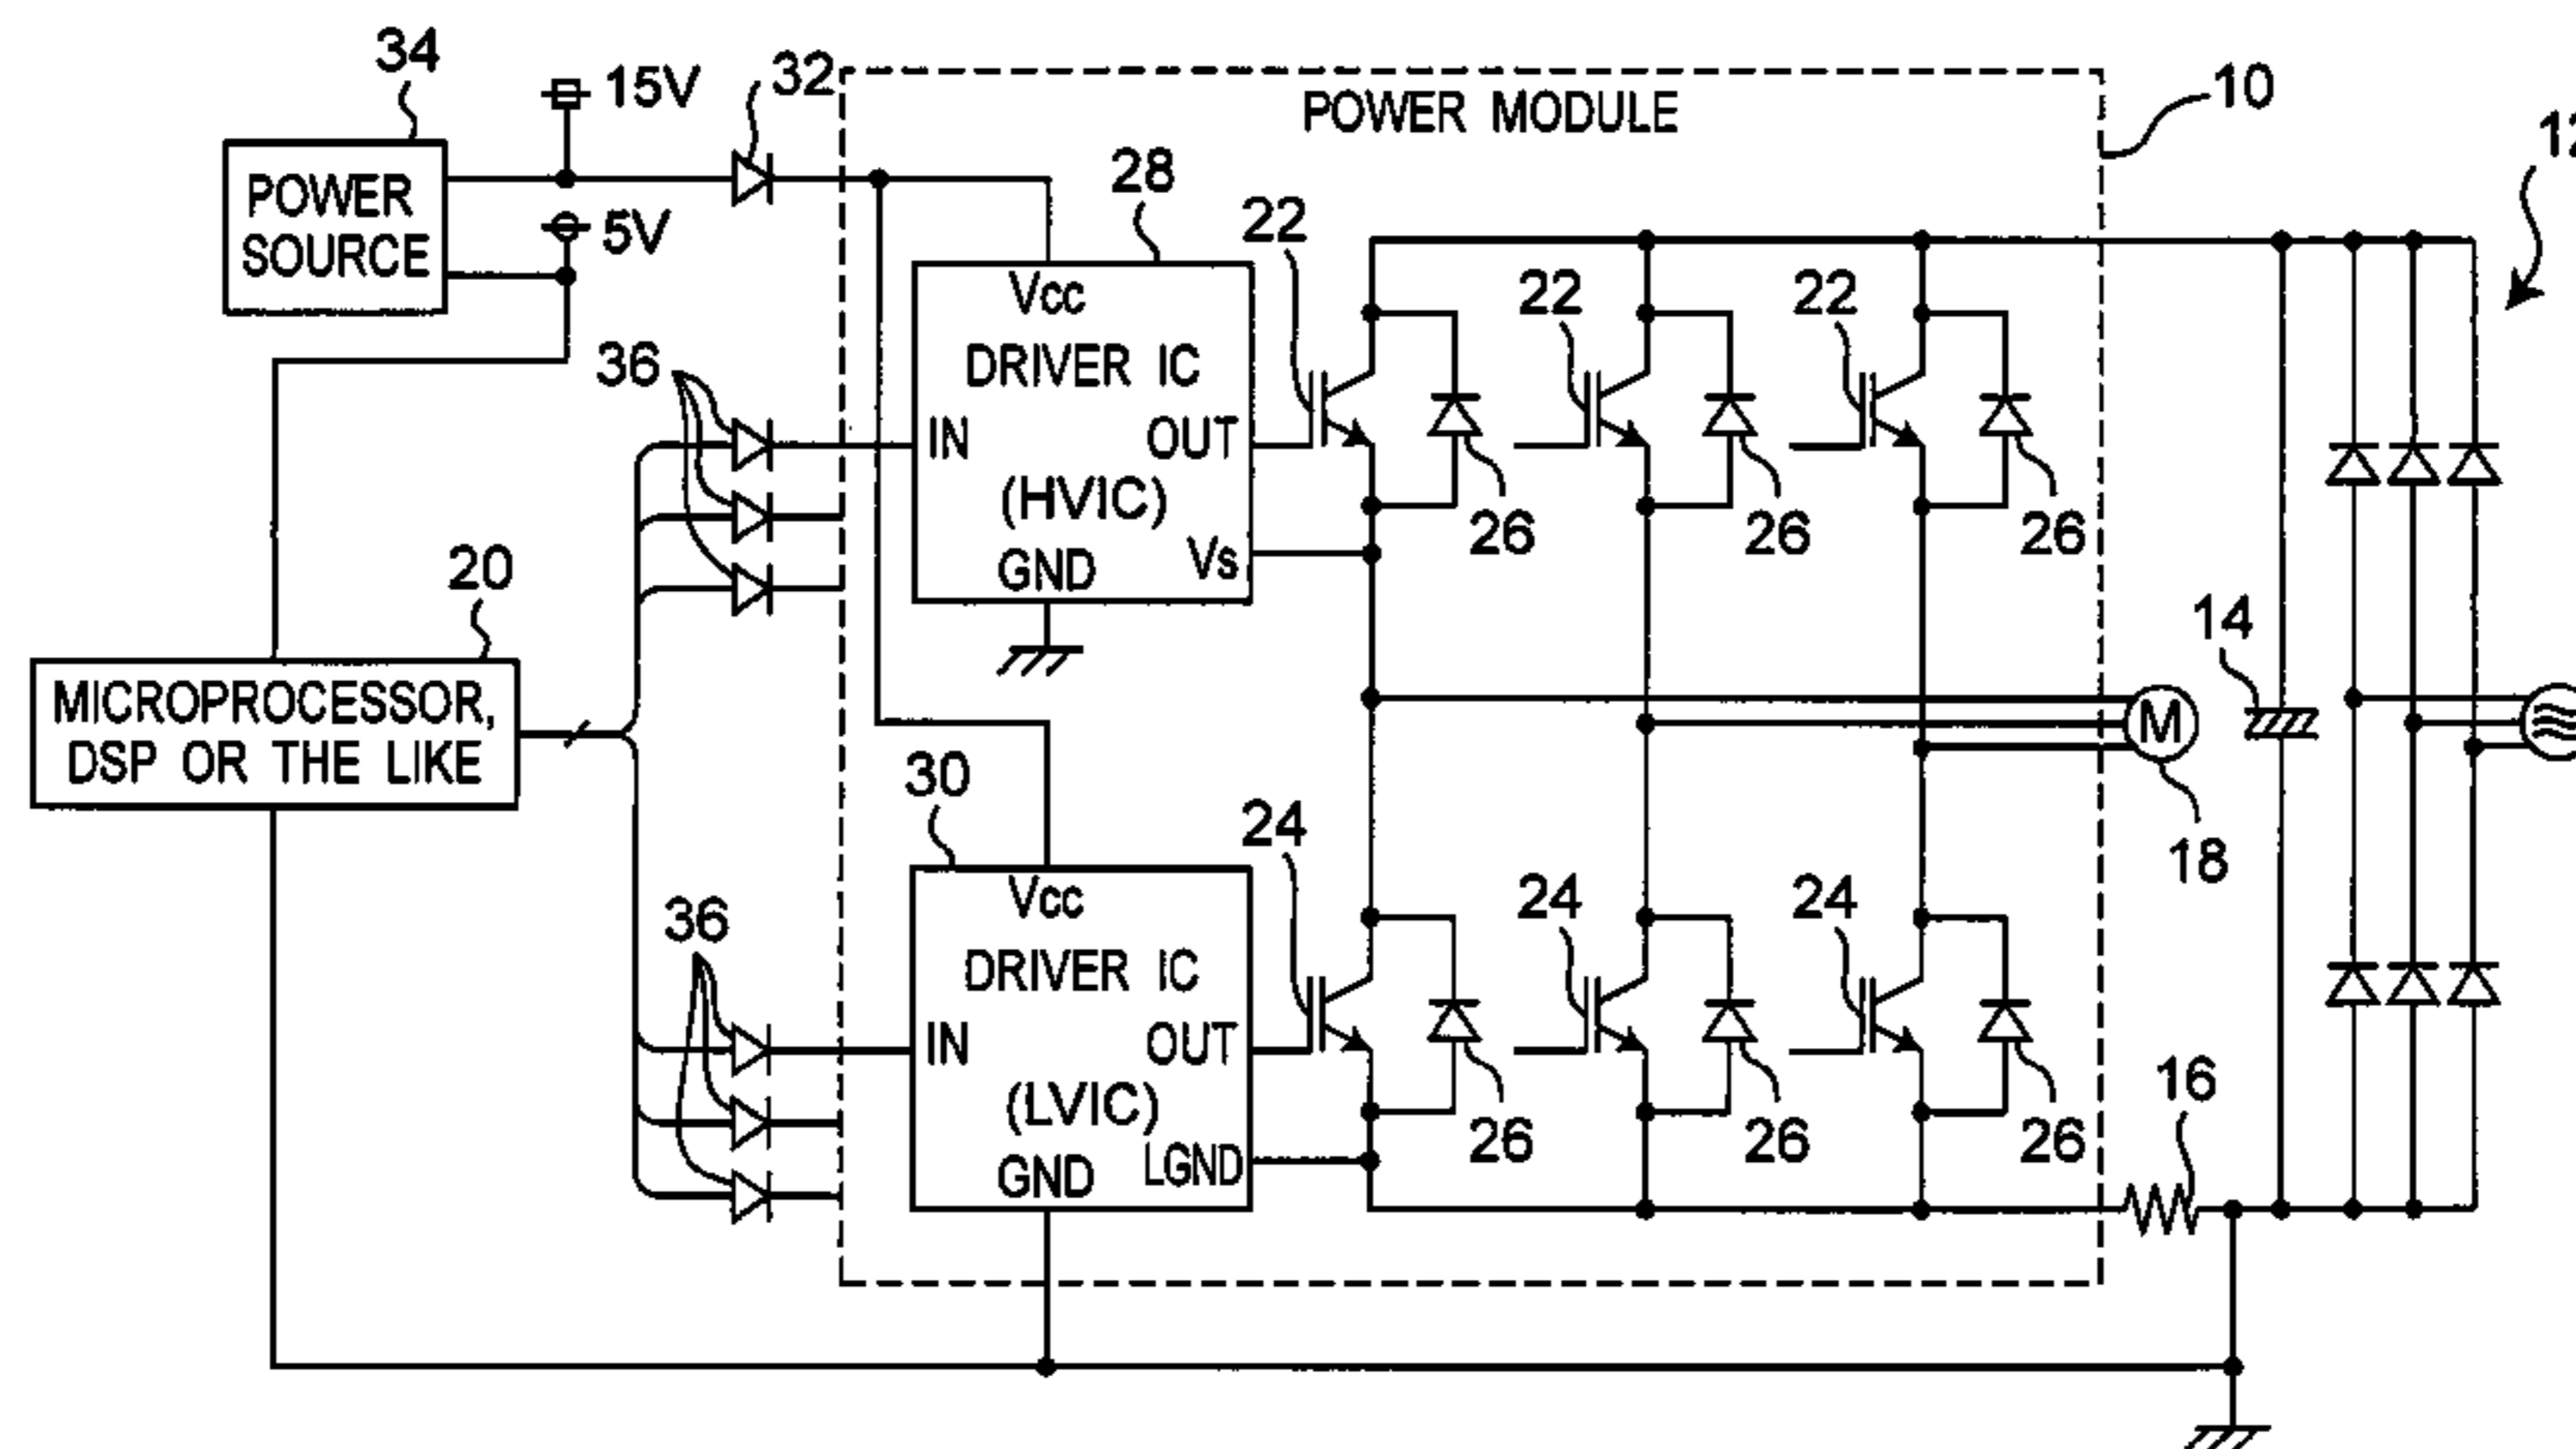 34
15V
32
POWER MODULE
10
12
POWER
SOURCE
5V
28
22
22
22
Vcc
DRIVER IC
IN
OUT
(HVIC)
GND
Vs
36
26
26
26
20
MICROPROCESSOR,
DSP OR THE LIKE
14
M
18
30
24
24
24
Vcc
DRIVER IC
IN
OUT
(LVIC)
GND
LGND
36
26
26
26
16